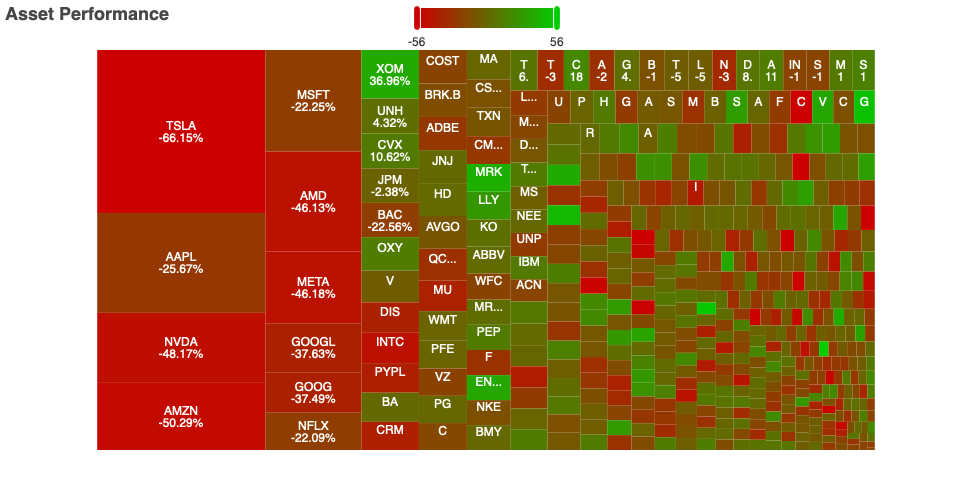 Asset Performance
-56
56
TSLA
-66.15%
AAPL
-25.67%
NVDA
-48.17%
AMZN
-50.29%
MSFT
-22.25%
AMD
-46.13%
META
-46.18%
GOOGL
-37.63%
GOOG
-37.49%
NFLX
-22.09%
XOM
36.96%
UNH
4.32%
CVX
10.62%
JPM
-2.38%
BAC
-22.56%
OXY
V
DIS
INTC
PYPL
BA
CRM
COST
BRK.B
ADBE
JNJ
HD
AVGO
QC...
MU
WMT
PFE
VZ
PG
C
MA
CS...
TXN
CM...
MRK
LLY
KO
ABBV
WFC
MR...
PEP
F
EN...
NKE
BMY
T
6.
L...
M...
D...
T...
MS
NEE
UNP
IBM
ACN
T
-3
C
18
A
-2
G
4.
B
-1
T
-5
L
-5
N
-3
D
8.
A
11
IN
-1
S
-1
M
1
S
1
U P H G A S M B S A F C V C G
R A
I